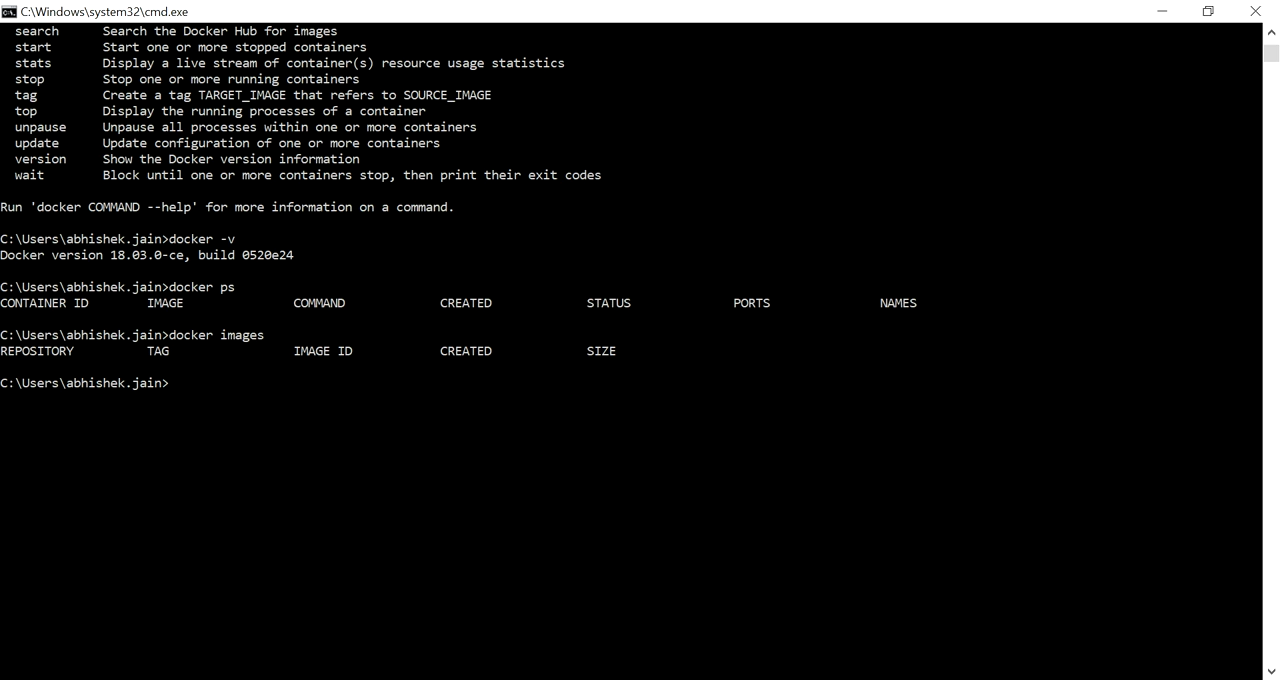 C:\Windows\system32\cmd.exe
search      Search the Docker Hub for images
start       Start one or more stopped containers
stats       Display a live stream of container(s) resource usage statistics
stop        Stop one or more running containers
tag         Create a tag TARGET_IMAGE that refers to SOURCE_IMAGE
top         Display the running processes of a container
unpause     Unpause all processes within one or more containers
update      Update configuration of one or more containers
version     Show the Docker version information
wait        Block until one or more containers stop, then print their exit codes
Run 'docker COMMAND --help' for more information on a command.
C:\Users\abhishek.jain>docker -v
Docker version 18.03.0-ce, build 0520e24
C:\Users\abhishek.jain>docker ps
CONTAINER ID        IMAGE               COMMAND             CREATED             STATUS              PORTS               NAMES
C:\Users\abhishek.jain>docker images
REPOSITORY          TAG                 IMAGE ID            CREATED             SIZE
C:\Users\abhishek.jain>